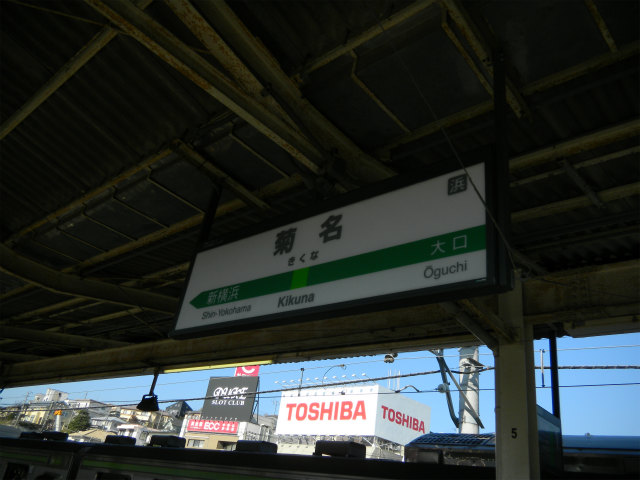 浜
菊名
きくな
大口
新横浜
Ōguchi
Kikuna
Shin-Yokohama
SLOT CLUB
TOSHIBA
TOSHIBA
5